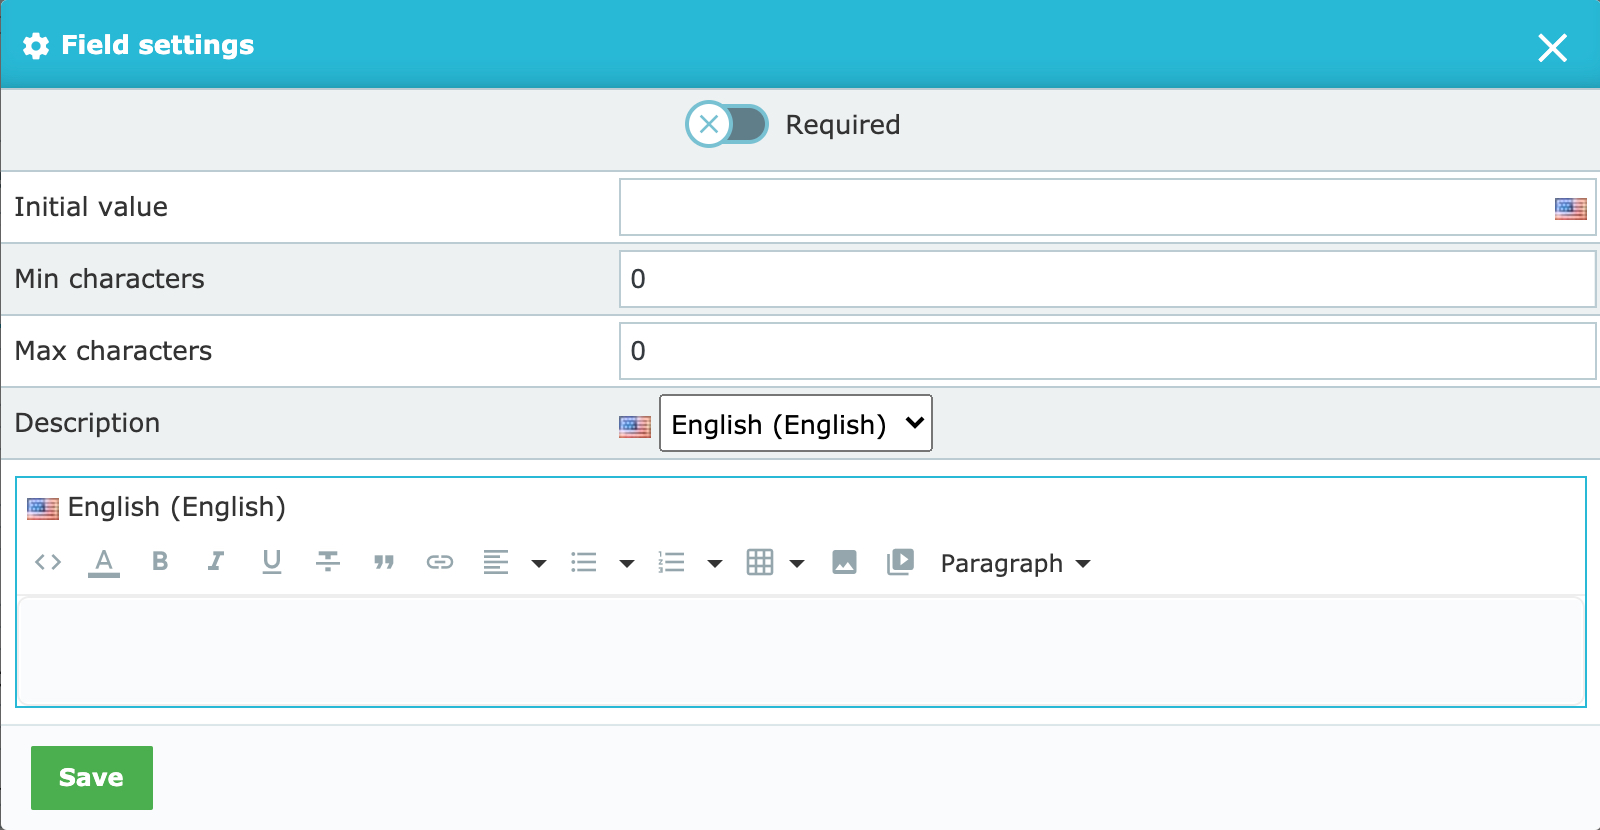 Field settings
Required
Initial value
Min characters 0
Max characters 0
Description English (English)
English (English)
A B I U Paragraph
Save